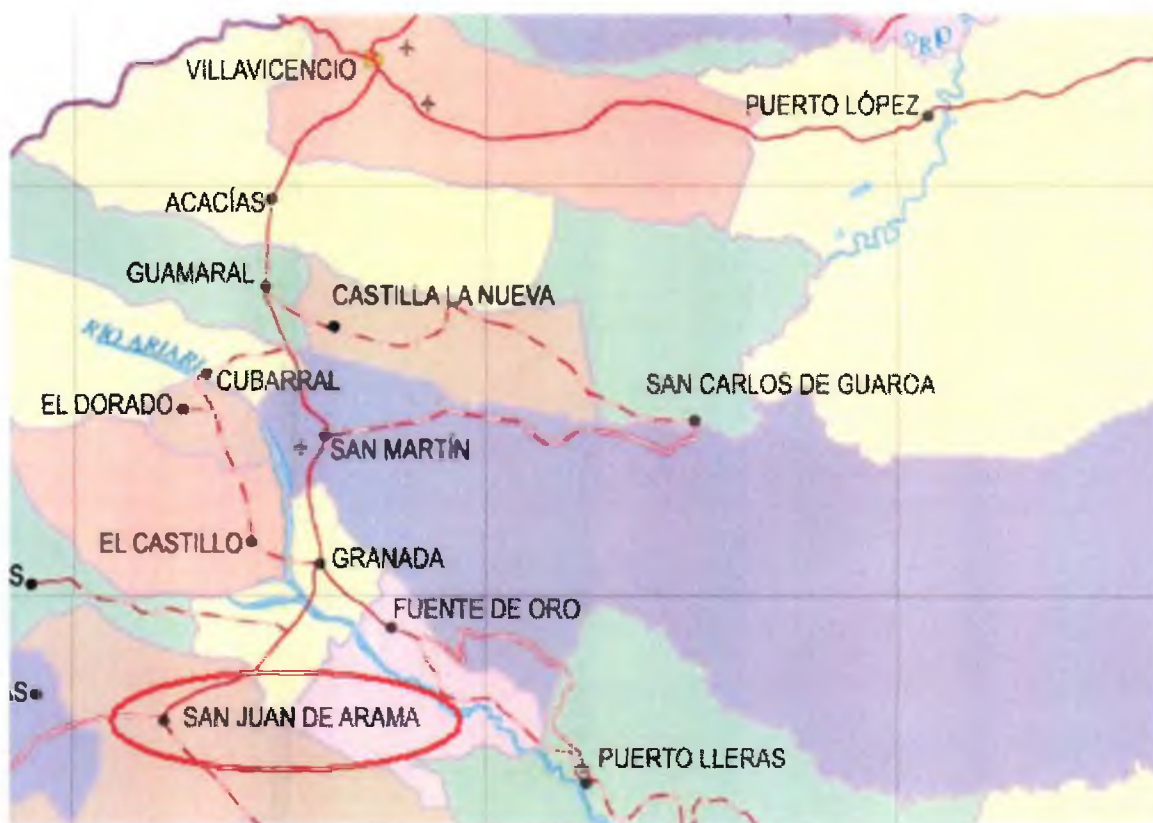 VILLAVICENCIO
PUERTO LÓPEZ
ACACÍAS
GUAMARAL
CASTILLA LA NUEVA
RÍO ARIARI
CUBARRAL
SAN CARLOS DE GUAROA
EL DORADO
SAN MARTÍN
EL CASTILLO
GRANADA
S
FUENTE DE ORO
AS
SAN JUAN DE ARAMA
PUERTO LLERAS